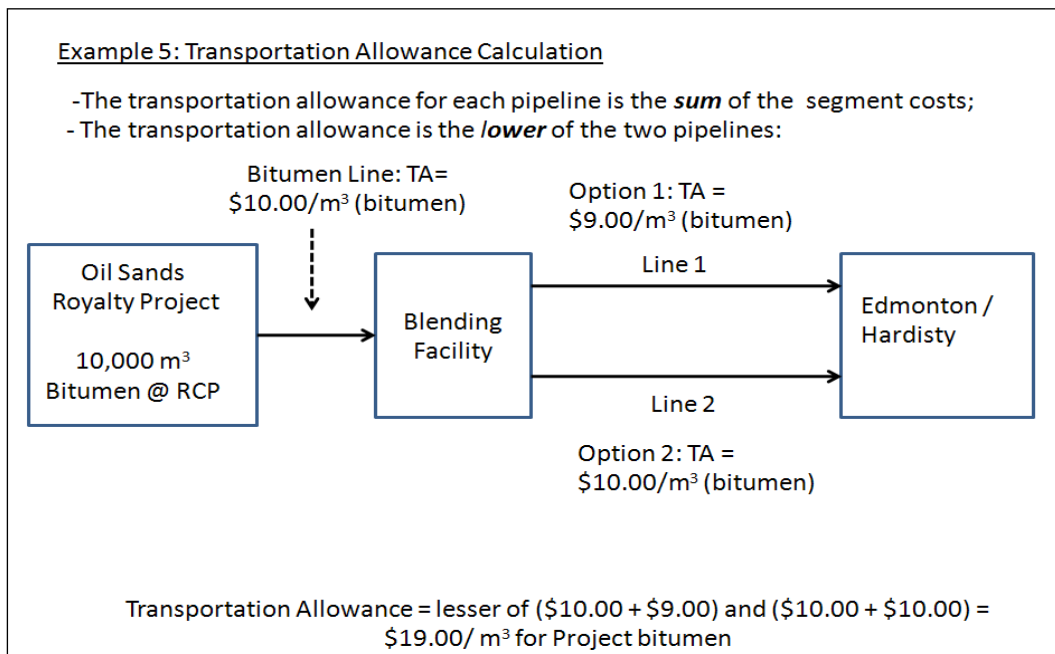 Example 5: Transportation Allowance Calculation
-The transportation allowance for each pipeline is the sum of the segment costs;
- The transportation allowance is the lower of the two pipelines:
Bitumen Line: TA=
$10.00/m³ (bitumen)
Option 1: TA =
$9.00/m³ (bitumen)
Line 1
Oil Sands
Royalty Project
10,000 m³
Bitumen @ RCP
Blending
Facility
Edmonton /
Hardisty
Line 2
Option 2: TA =
$10.00/m³ (bitumen)
Transportation Allowance = lesser of ($10.00 + $9.00) and ($10.00 + $10.00) =
$19.00/ m³ for Project bitumen